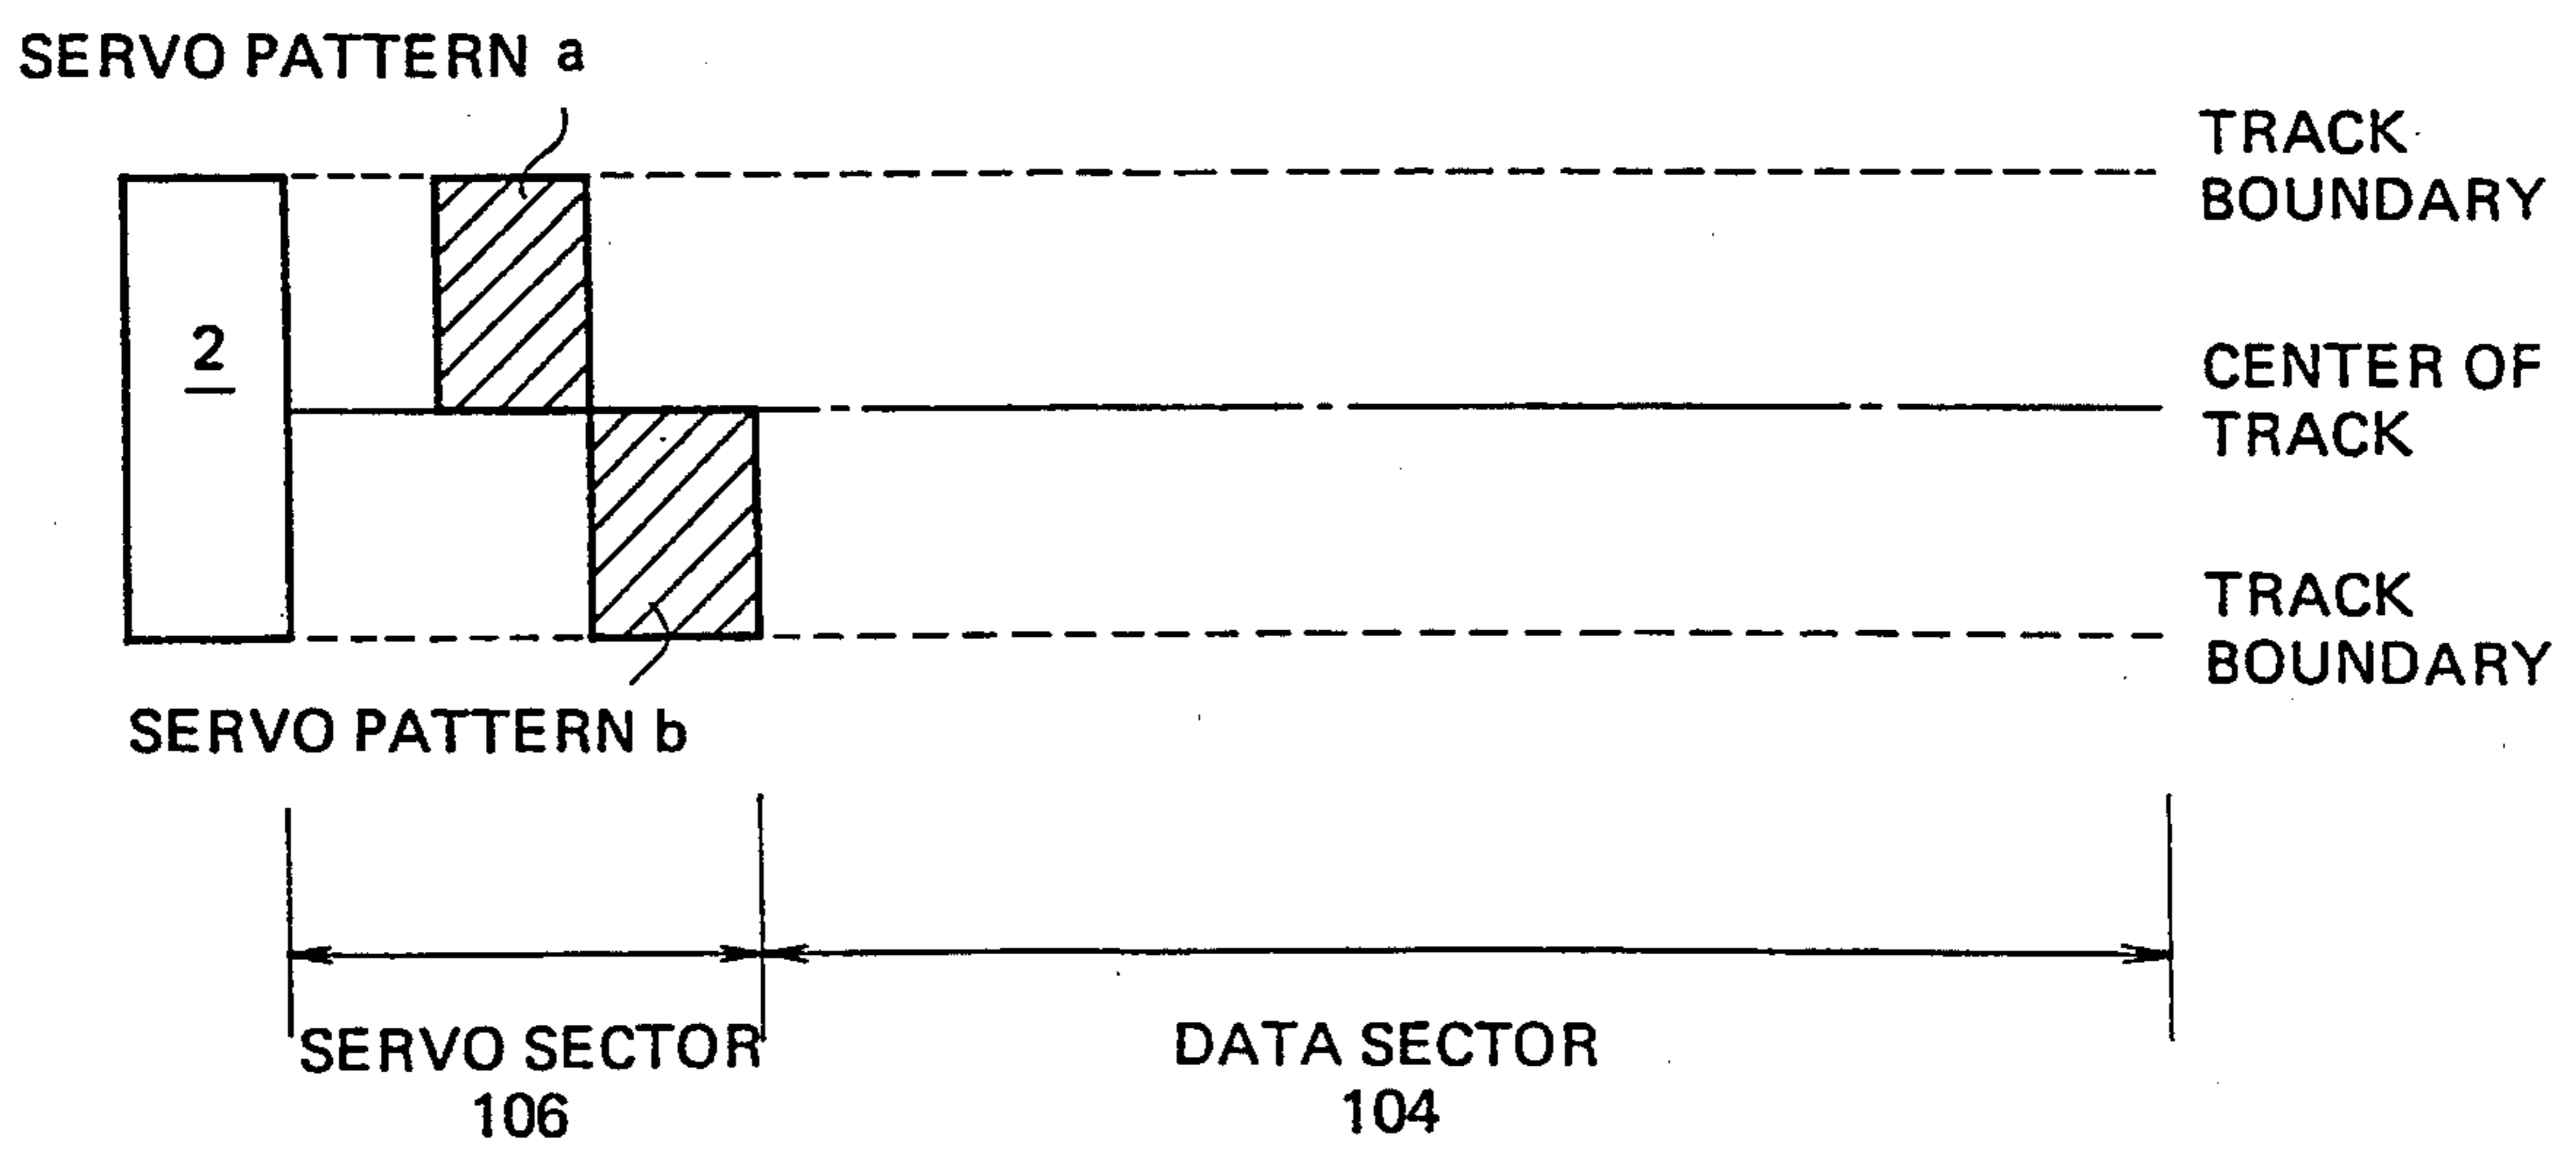 SERVO PATTERN a
TRACK
BOUNDARY
2
CENTER OF
TRACK
TRACK
BOUNDARY
SERVO PATTERN b
SERVO SECTOR
106
DATA SECTOR
104